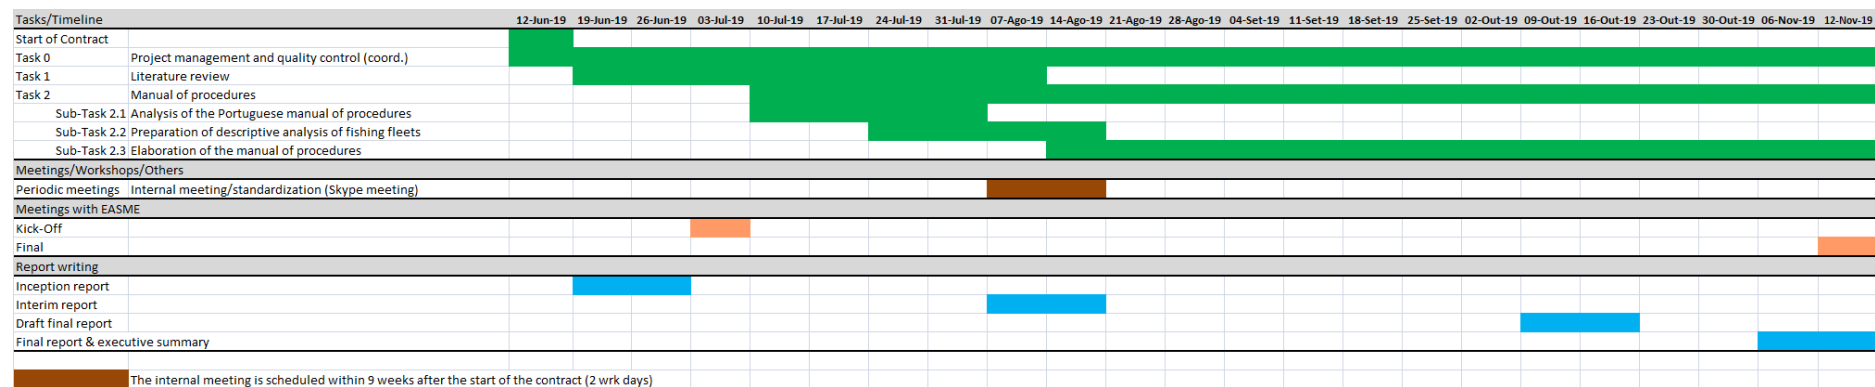 Tasks/Timeline 12-Jun-19 19-Jun-19 26-Jun-19 03-Jul-19 10-Jul-19 17-Jul-19 24-Jul-19 31-Jul-19 07-Ago-19 14-Ago-19 21-Ago-19 28-Ago-19 04-Set-19 11-Set-19 18-Set-19 25-Set-19 02-Out-19 09-Out-19 16-Out-19 23-Out-19 30-Out-19 06-Nov-19 12-Nov-19
Start of Contract
Task 0 Project management and quality control (coord.)
Task 1 Literature review
Task 2 Manual of procedures
Sub-Task 2.1 Analysis of the Portuguese manual of procedures
Sub-Task 2.2 Preparation of descriptive analysis of fishing fleets
Sub-Task 2.3 Elaboration of the manual of procedures
Meetings/Workshops/Others
Periodic meetings Internal meeting/standardization (Skype meeting)
Meetings with EASME
Kick-Off
Final
Report writing
Inception report
Interim report
Draft final report
Final report & executive summary
The internal meeting is scheduled within 9 weeks after the start of the contract (2 wrk days)